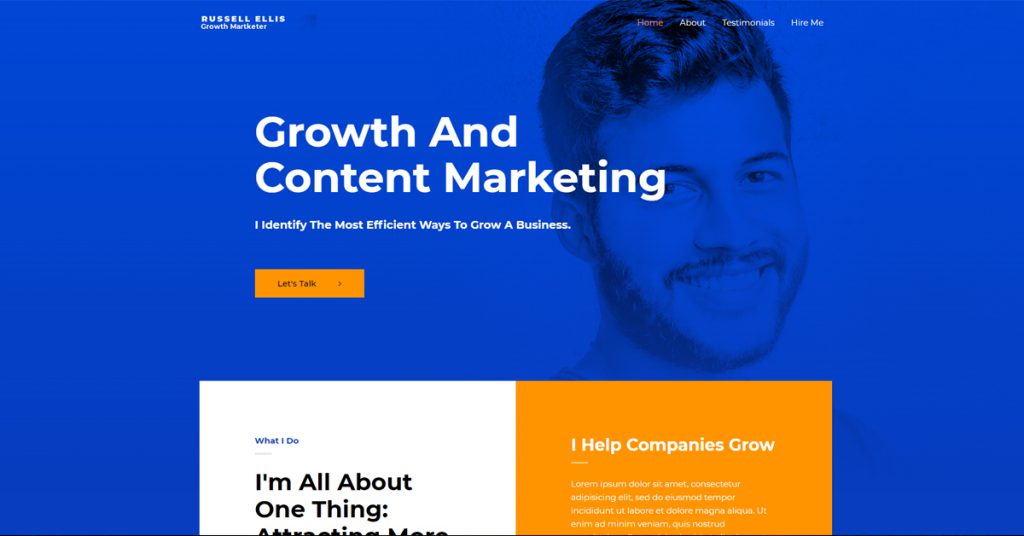 RUSSELL ELLIS
Growth Martketer
Home About Testimonials Hire Me
Growth And
Content Marketing
I Identify The Most Efficient Ways To Grow A Business.
Let's Talk >
What I Do
I'm All About
One Thing:
Attracting More
I Help Companies Grow
Lorem ipsum dolor sit amet, consectetur
adipisicing elit, sed do eiusmod tempor
incididunt ut labore et dolore magna aliqua. Ut
enim ad minim veniam, quis nostrud